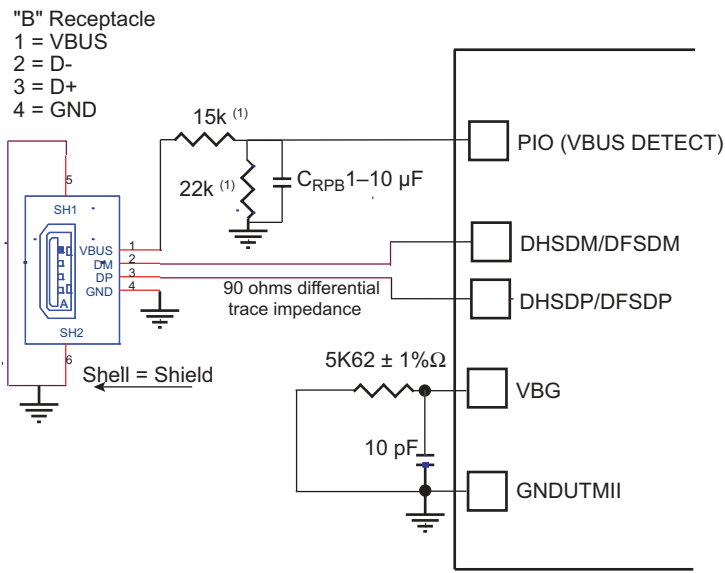 "B" Receptacle
1 = VBUS
2 = D-
3 = D+
4 = GND
15k (1)
22k (1)
CRPB1–10 µF
PIO (VBUS DETECT)
5
SH1
VBUS 1
DM 2
DP 3
GND 4
A
SH2
6
DHSDM/DFSDM
90 ohms differential
trace impedance
DHSDP/DFSDP
Shell = Shield
5K62 ± 1%Ω
VBG
10 pF
GNDUTMII